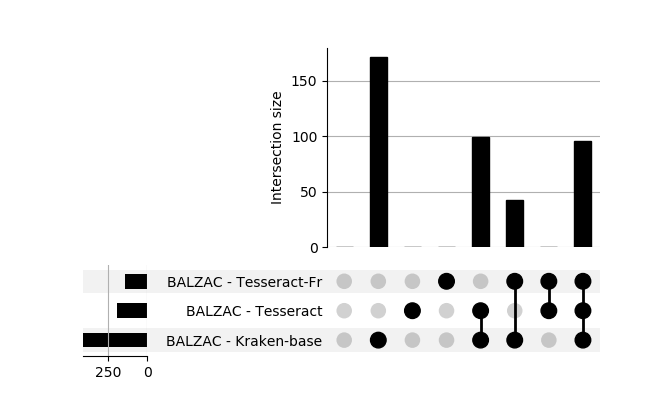 150
100
50
0
Intersection size
BALZAC - Tesseract-Fr
BALZAC - Tesseract
BALZAC - Kraken-base
250 0